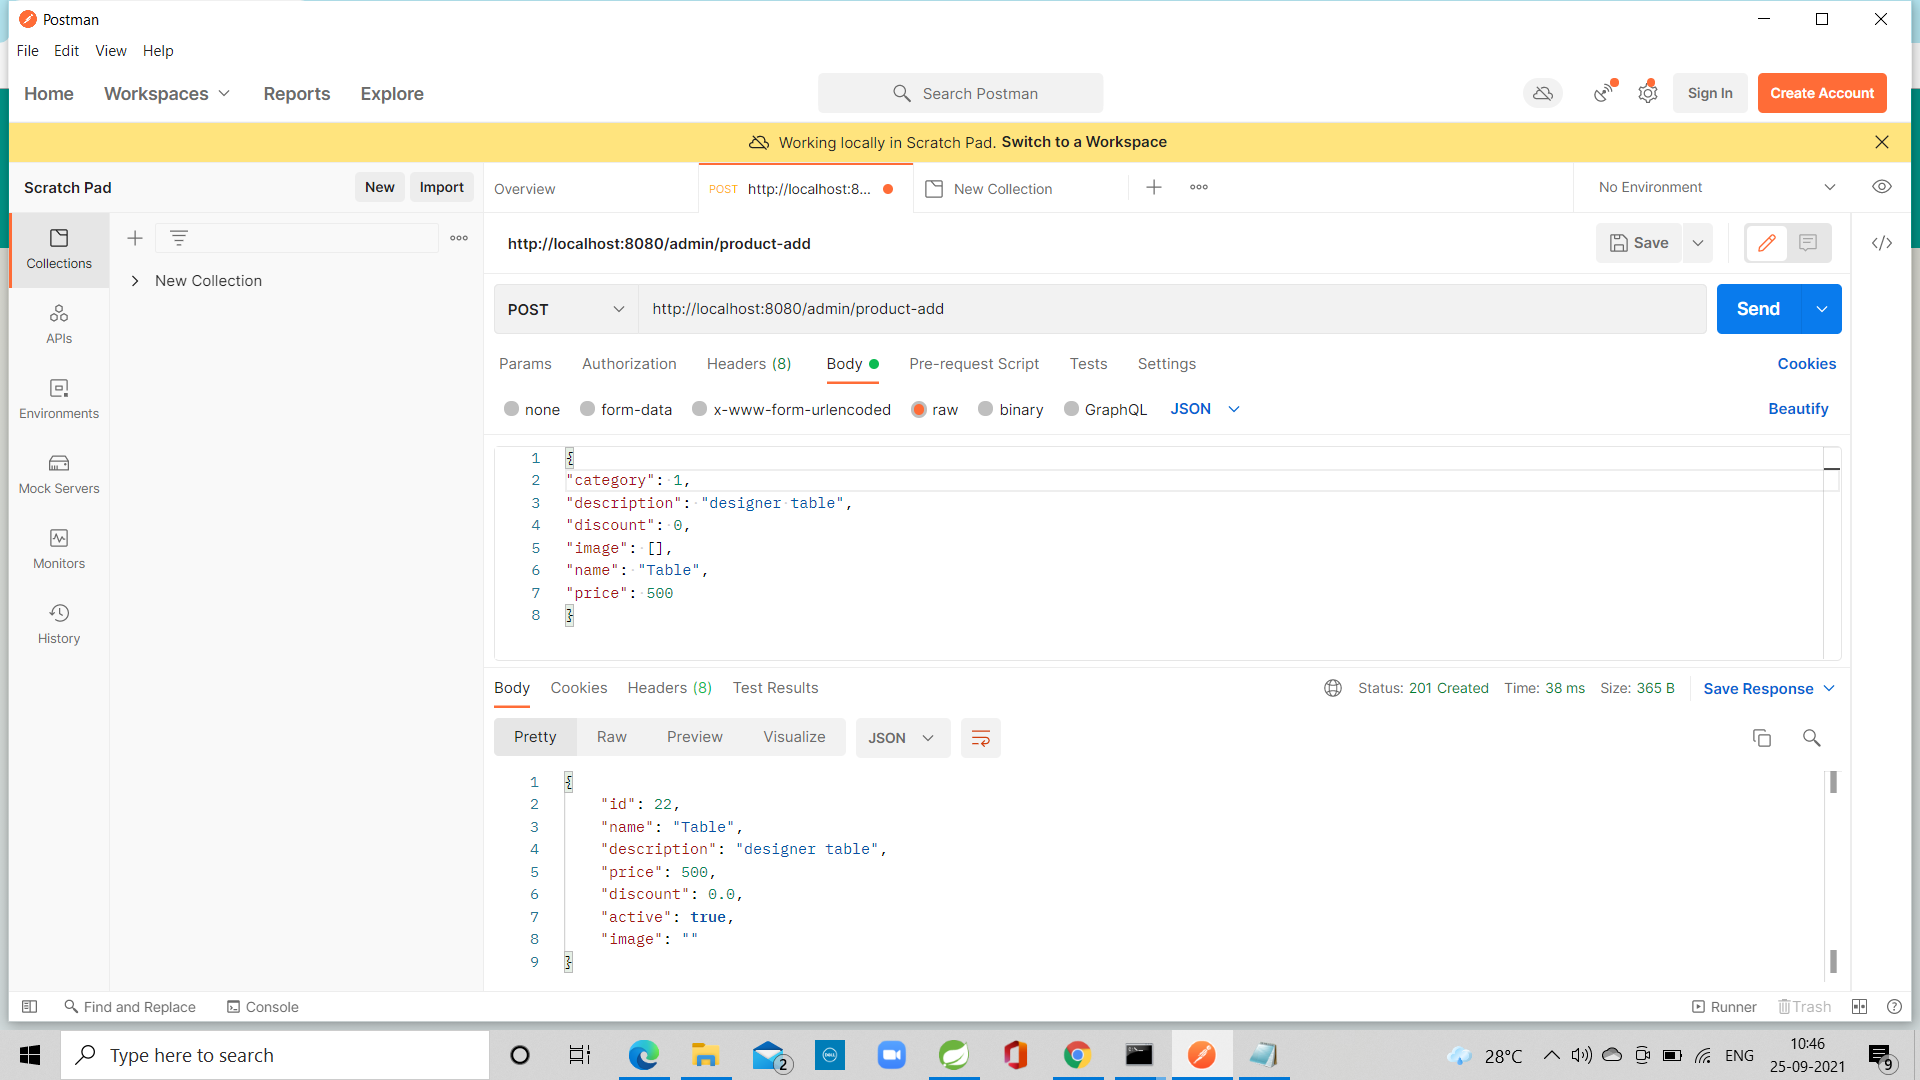 Postman
File Edit View Help
Home Workspaces Reports Explore Search Postman Sign In Create Account
Working locally in Scratch Pad. Switch to a Workspace
Scratch Pad New Import Overview POST http://localhost:8... New Collection No Environment
Collections
New Collection
APIs
Environments
Mock Servers
Monitors
History
http://localhost:8080/admin/product-add Save
POST http://localhost:8080/admin/product-add Send
Params Authorization Headers (8) Body Pre-request Script Tests Settings Cookies
none form-data x-www-form-urlencoded raw binary GraphQL JSON Beautify
1 {
2 "category": 1,
3 "description": "designer table",
4 "discount": 0,
5 "image": [],
6 "name": "Table",
7 "price": 500
8 }
Body Cookies Headers (8) Test Results Status: 201 Created Time: 38 ms Size: 365 B Save Response
Pretty Raw Preview Visualize JSON
1 {
2 "id": 22,
3 "name": "Table",
4 "description": "designer table",
5 "price": 500,
6 "discount": 0.0,
7 "active": true,
8 "image": ""
9 }
Find and Replace Console Runner Trash
Type here to search 2 DELL 28°C ENG 10:46
25-09-2021 9